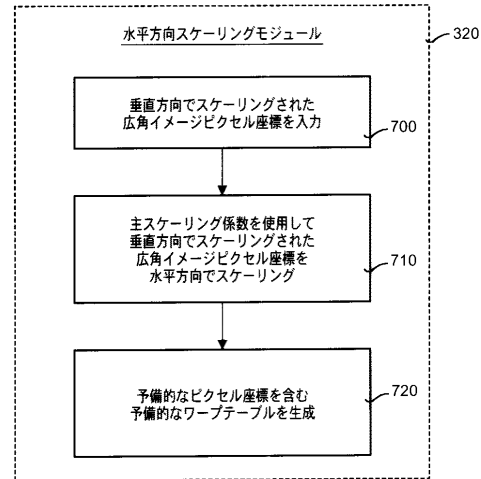 水平方向スケーリングモジュール
320
垂直方向でスケーリングされた
広角イメージピクセル座標を入力
700
主スケーリング係数を使用して
垂直方向でスケーリングされた
広角イメージピクセル座標を
水平方向でスケーリング
710
予備的なピクセル座標を含む
予備的なワープテーブルを生成
720